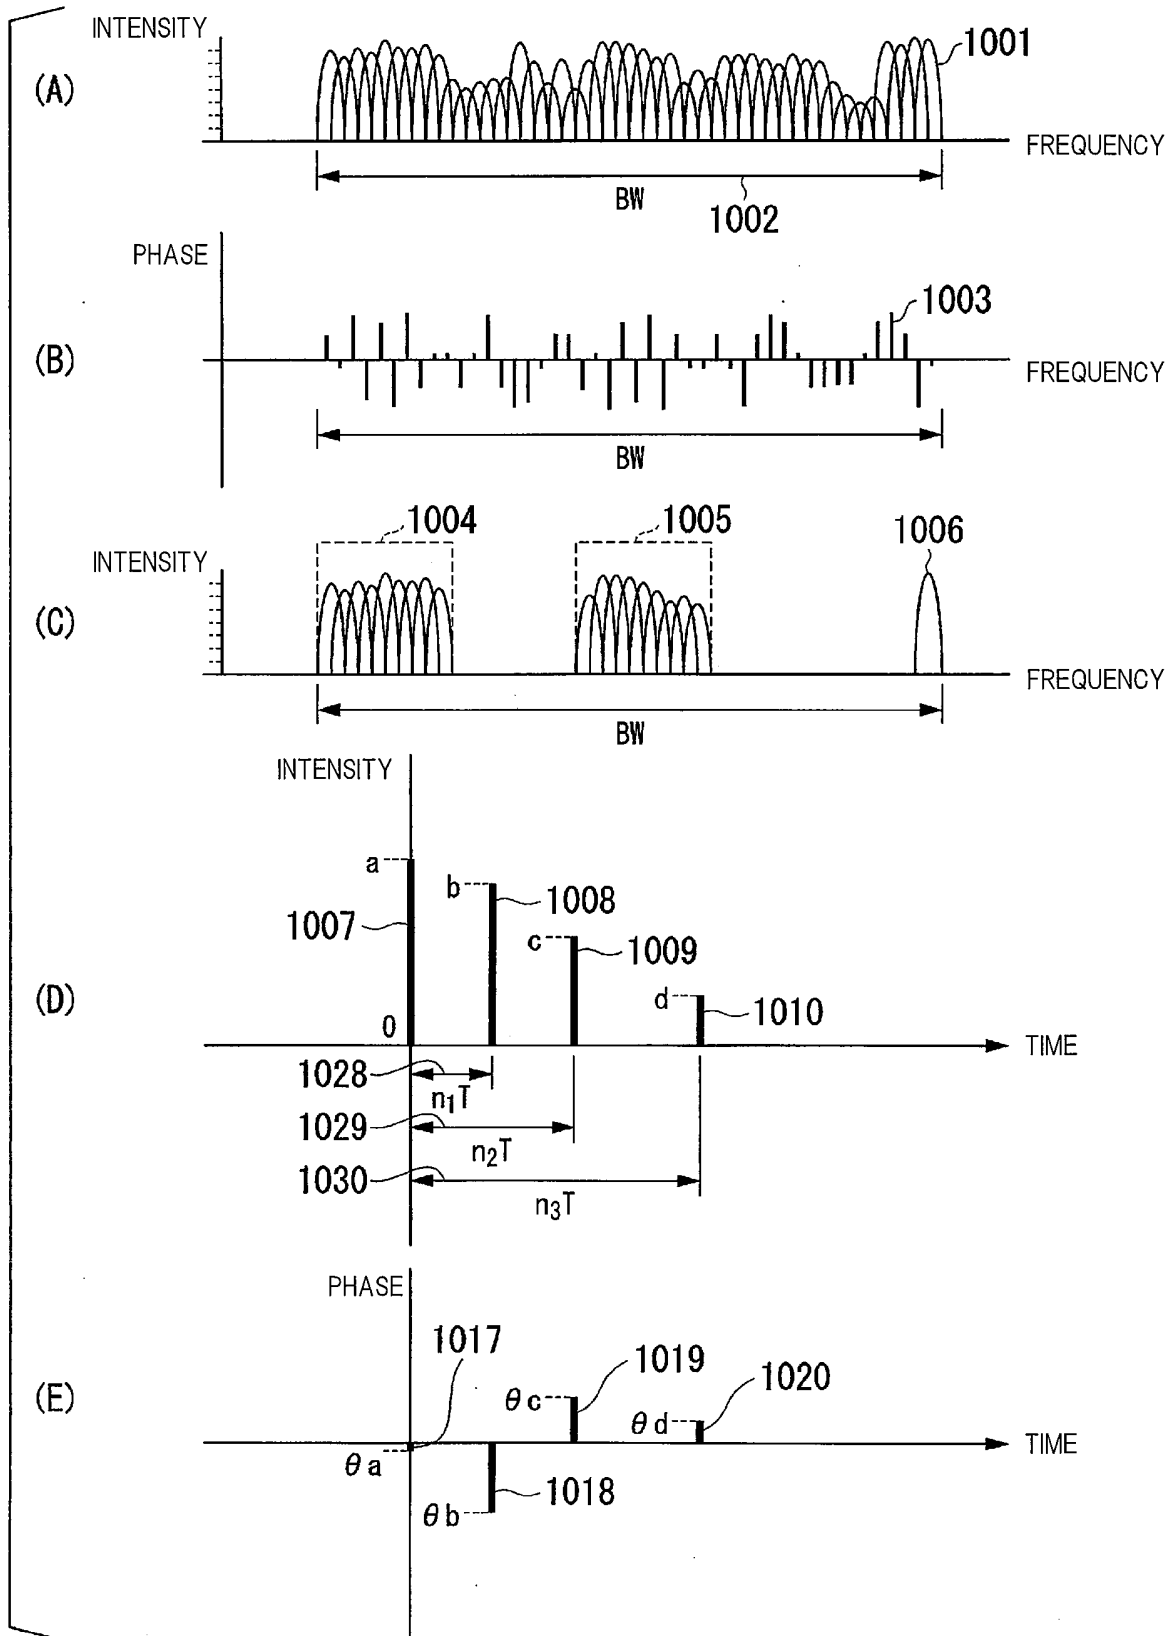 (A)
INTENSITY
1001
FREQUENCY
BW
1002
(B)
PHASE
1003
FREQUENCY
BW
(C)
INTENSITY
1004
1005
1006
FREQUENCY
BW
(D)
INTENSITY
a
1007
b
1008
c
1009
d
1010
0
TIME
1028
n1T
1029
n2T
1030
n3T
(E)
PHASE
1017
1019
θc
1020
θd
TIME
θa
1018
θb